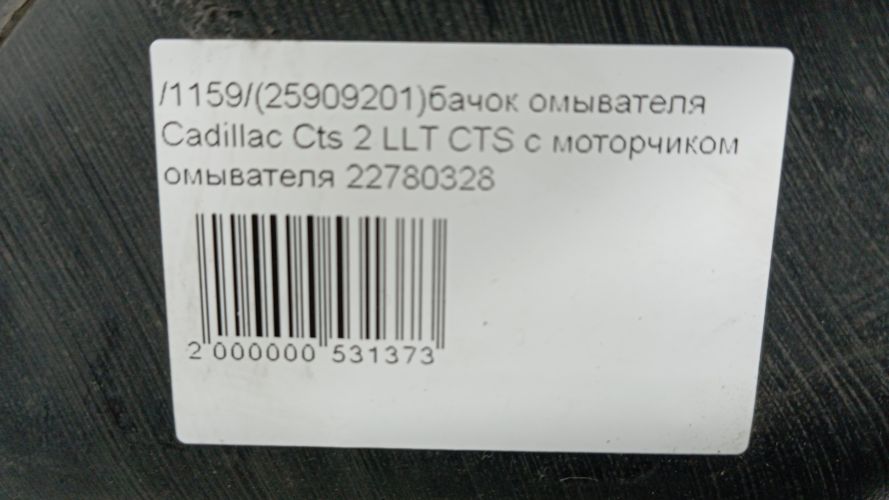 /1159/(25909201)бачок омывателя
Cadillac Cts 2 LLT CTS с моторчиком
омывателя 22780328
2 000000 531373